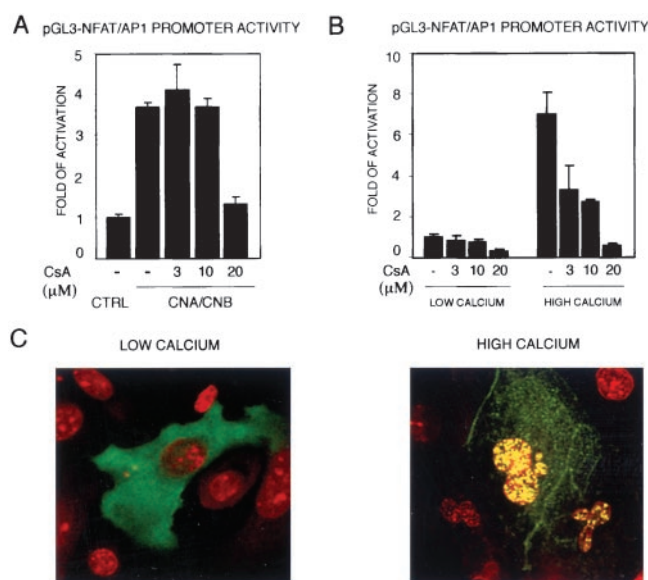 A
pGL3-NFAT/AP1 PROMOTER ACTIVITY
FOLD OF ACTIVATION
5
4
3
2
1
0
CsA - - 3 10 20
(μM)
CTRL CNA/CNB
B
pGL3-NFAT/AP1 PROMOTER ACTIVITY
FOLD OF ACTIVATION
10
8
6
4
2
0
CsA - 3 10 20 - 3 10 20
(μM)
LOW CALCIUM HIGH CALCIUM
C
LOW CALCIUM HIGH CALCIUM